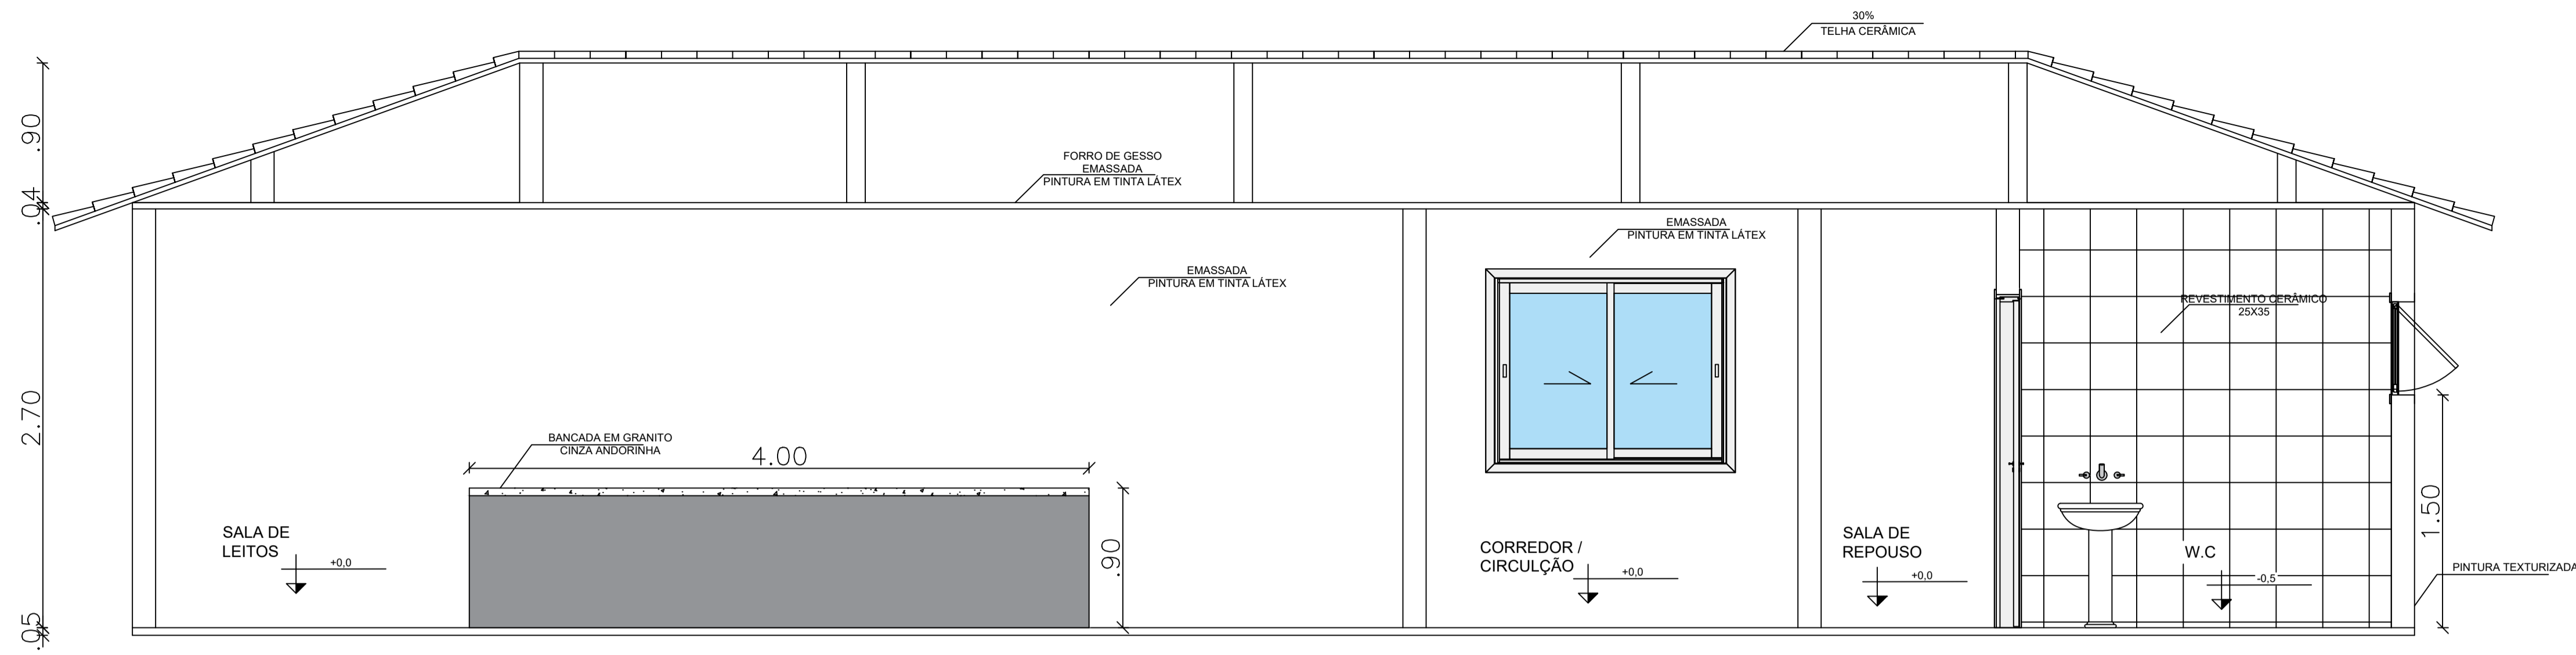 30%
TELHA CERÂMICA
.90
FORRO DE GESSO
EMASSADA
PINTURA EM TINTA LÁTEX
.04
EMASSADA
PINTURA EM TINTA LÁTEX
EMASSADA
PINTURA EM TINTA LÁTEX
REVESTIMENTO CERÂMICO
25X35
2.70
BANCADA EM GRANITO
CINZA ANDORINHA
4.00
.90
1.50
SALA DE
LEITOS
+0,0
CORREDOR /
CIRCULÇÃO
+0,0
SALA DE
REPOUSO
+0,0
W.C
-0,5
PINTURA TEXTURIZADA
.05